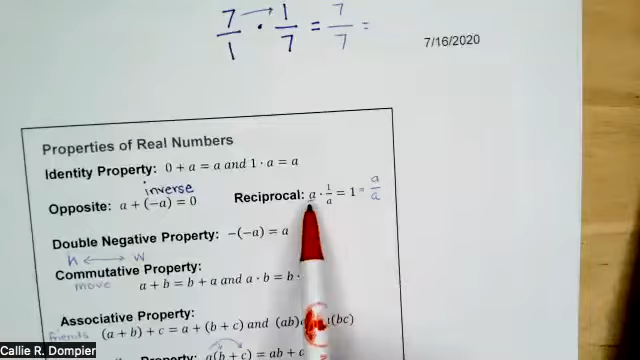 7/1 · 1/7 = 7/7 =
7/16/2020
Properties of Real Numbers
Identity Property: 0 + a = a and 1 · a = a
inverse
Opposite: a + (−a) = 0
Reciprocal: a · 1/a = 1 = a/a
Double Negative Property: −(−a) = a
h ⟷ w
Commutative Property:
move
a + b = b + a and a · b = b ·
Associative Property:
friends (a + b) + c = a + (b + c) and (ab) (bc)
Property: a(b + c) = ab +
Callie R. Dompier